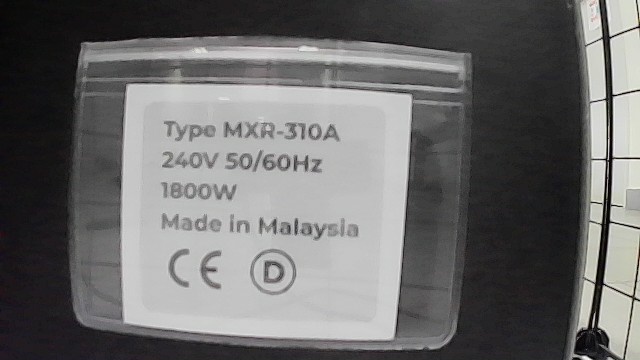 Type MXR-310A
240V 50/60Hz
1800W
Made in Malaysia
CE D